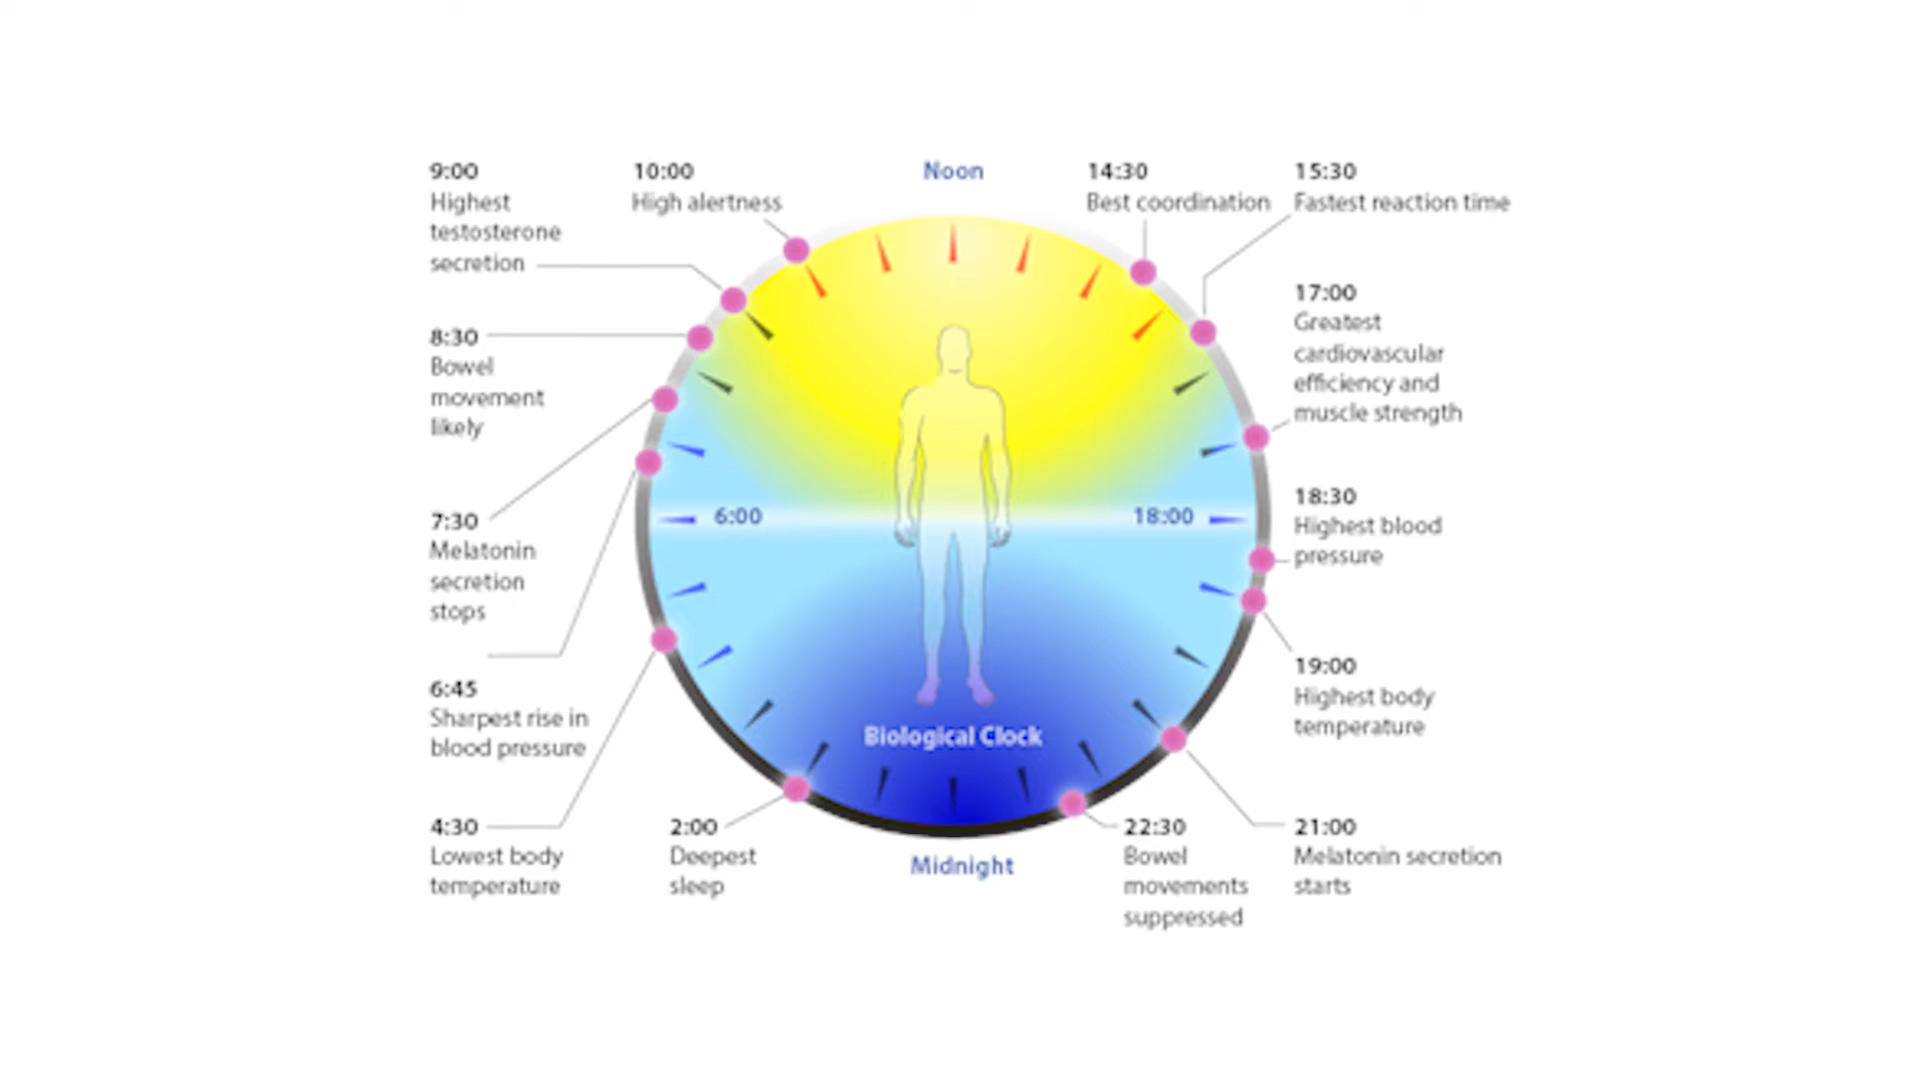 9:00
Highest
testosterone
secretion
10:00
High alertness
Noon
14:30
Best coordination
15:30
Fastest reaction time
17:00
Greatest
cardiovascular
efficiency and
muscle strength
8:30
Bowel
movement
likely
6:00
18:00
18:30
Highest blood
pressure
7:30
Melatonin
secretion
stops
19:00
Highest body
temperature
6:45
Sharpest rise in
blood pressure
Biological Clock
4:30
Lowest body
temperature
2:00
Deepest
sleep
Midnight
22:30
Bowel
movements
suppressed
21:00
Melatonin secretion
starts